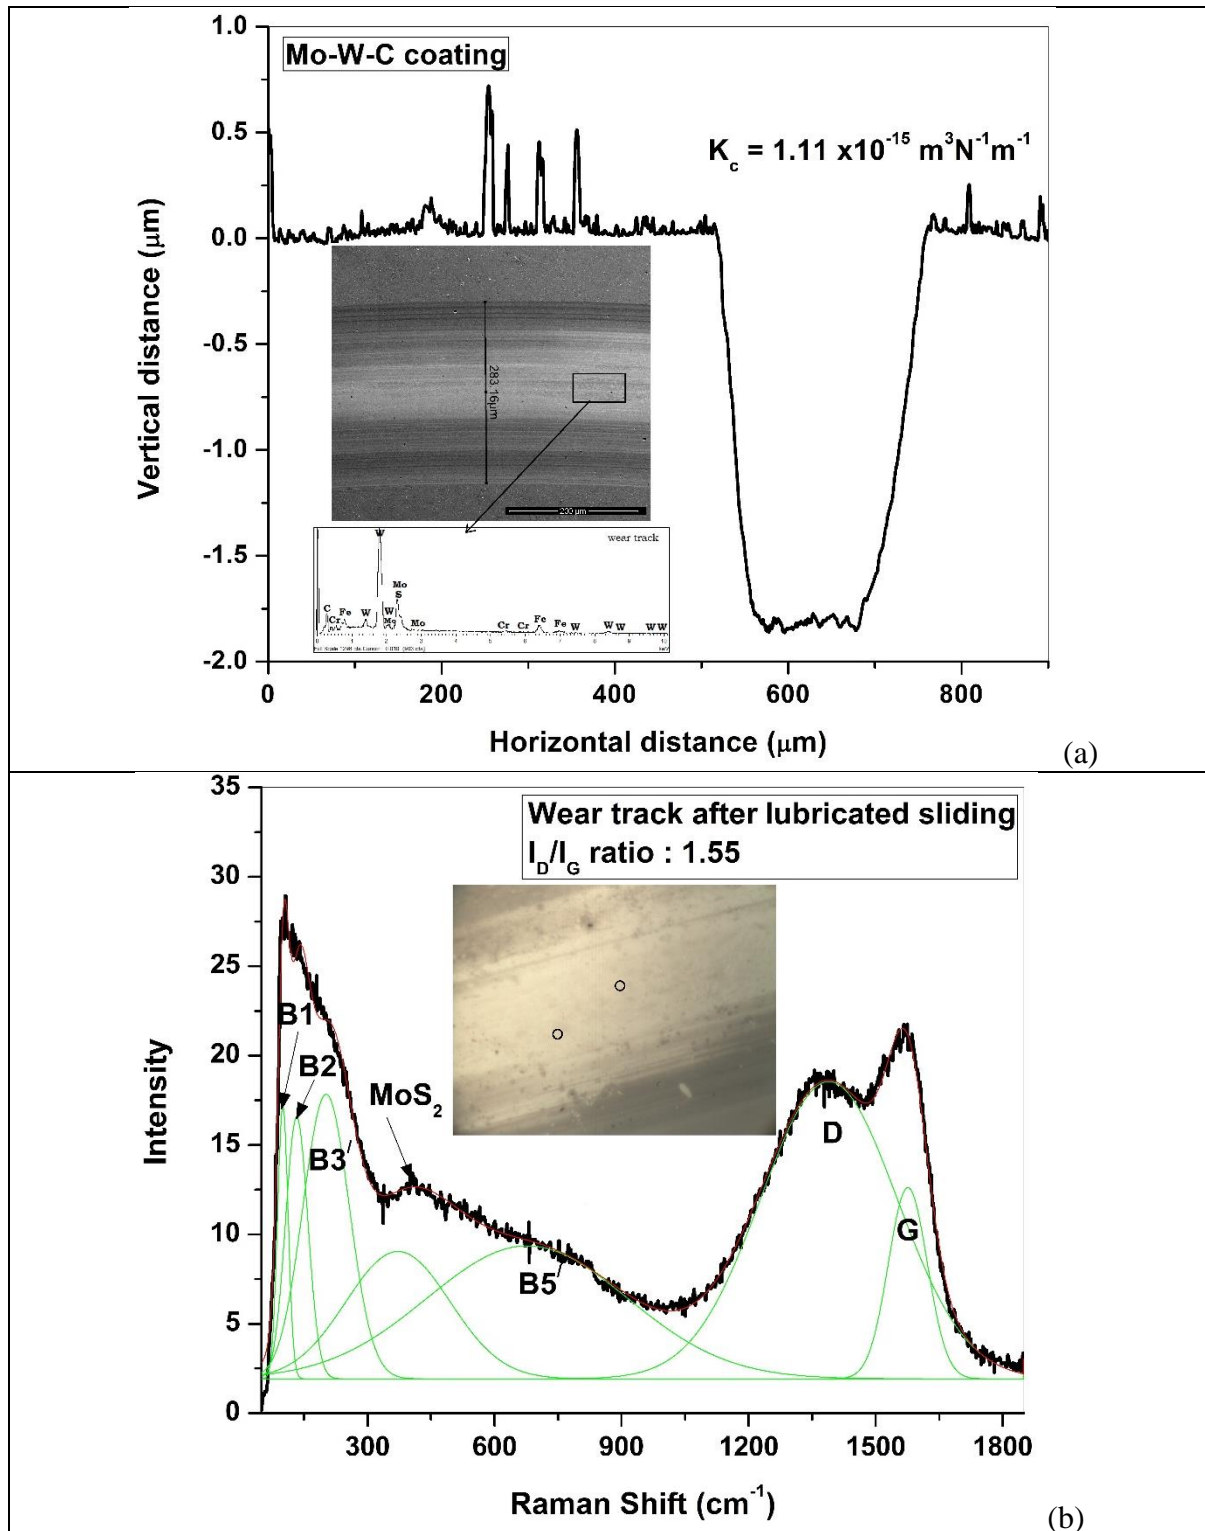 Mo-W-C coating
K_c = 1.11 x10^-15 m^3N^-1m^-1
Vertical distance (μm)
1.0
0.5
0.0
-0.5
-1.0
-1.5
-2.0
283.16μm
200 μm
wear track
W
Mo
S
C
Cr
Fe
W
W
Mo
Mo
Cr
Cr
Fe
Fe
W
W
W
W W
0
200
400
600
800
Horizontal distance (μm)
(a)
Wear track after lubricated sliding
I_D/I_G ratio : 1.55
Intensity
35
30
25
20
15
10
5
0
B1
B2
B3
MoS_2
B5
D
G
300
600
900
1200
1500
1800
Raman Shift (cm^-1)
(b)